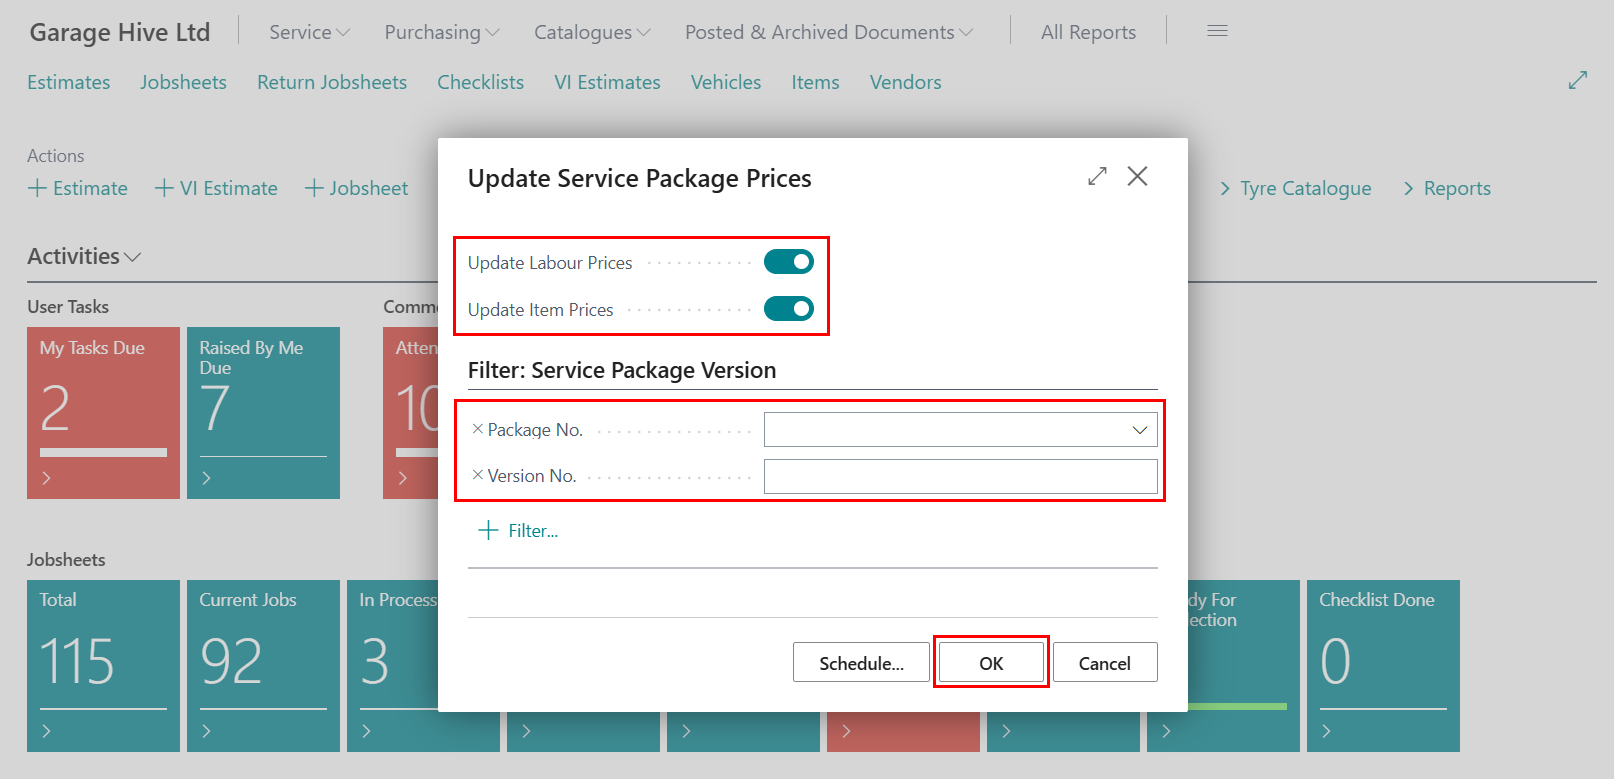 Garage Hive Ltd Service Purchasing Catalogues Posted & Archived Documents All Reports
Estimates Jobsheets Return Jobsheets Checklists VI Estimates Vehicles Items Vendors
Actions
+ Estimate + VI Estimate + Jobsheet > Tyre Catalogue > Reports
Activities
User Tasks
My Tasks Due
2
Raised By Me
Due
7
Comm
Atten
10
Update Service Package Prices
Update Labour Prices
Update Item Prices
Filter: Service Package Version
× Package No.
× Version No.
+ Filter...
Schedule... OK Cancel
Jobsheets
Total
115
Current Jobs
92
In Process
3
dy For
ection
Checklist Done
0